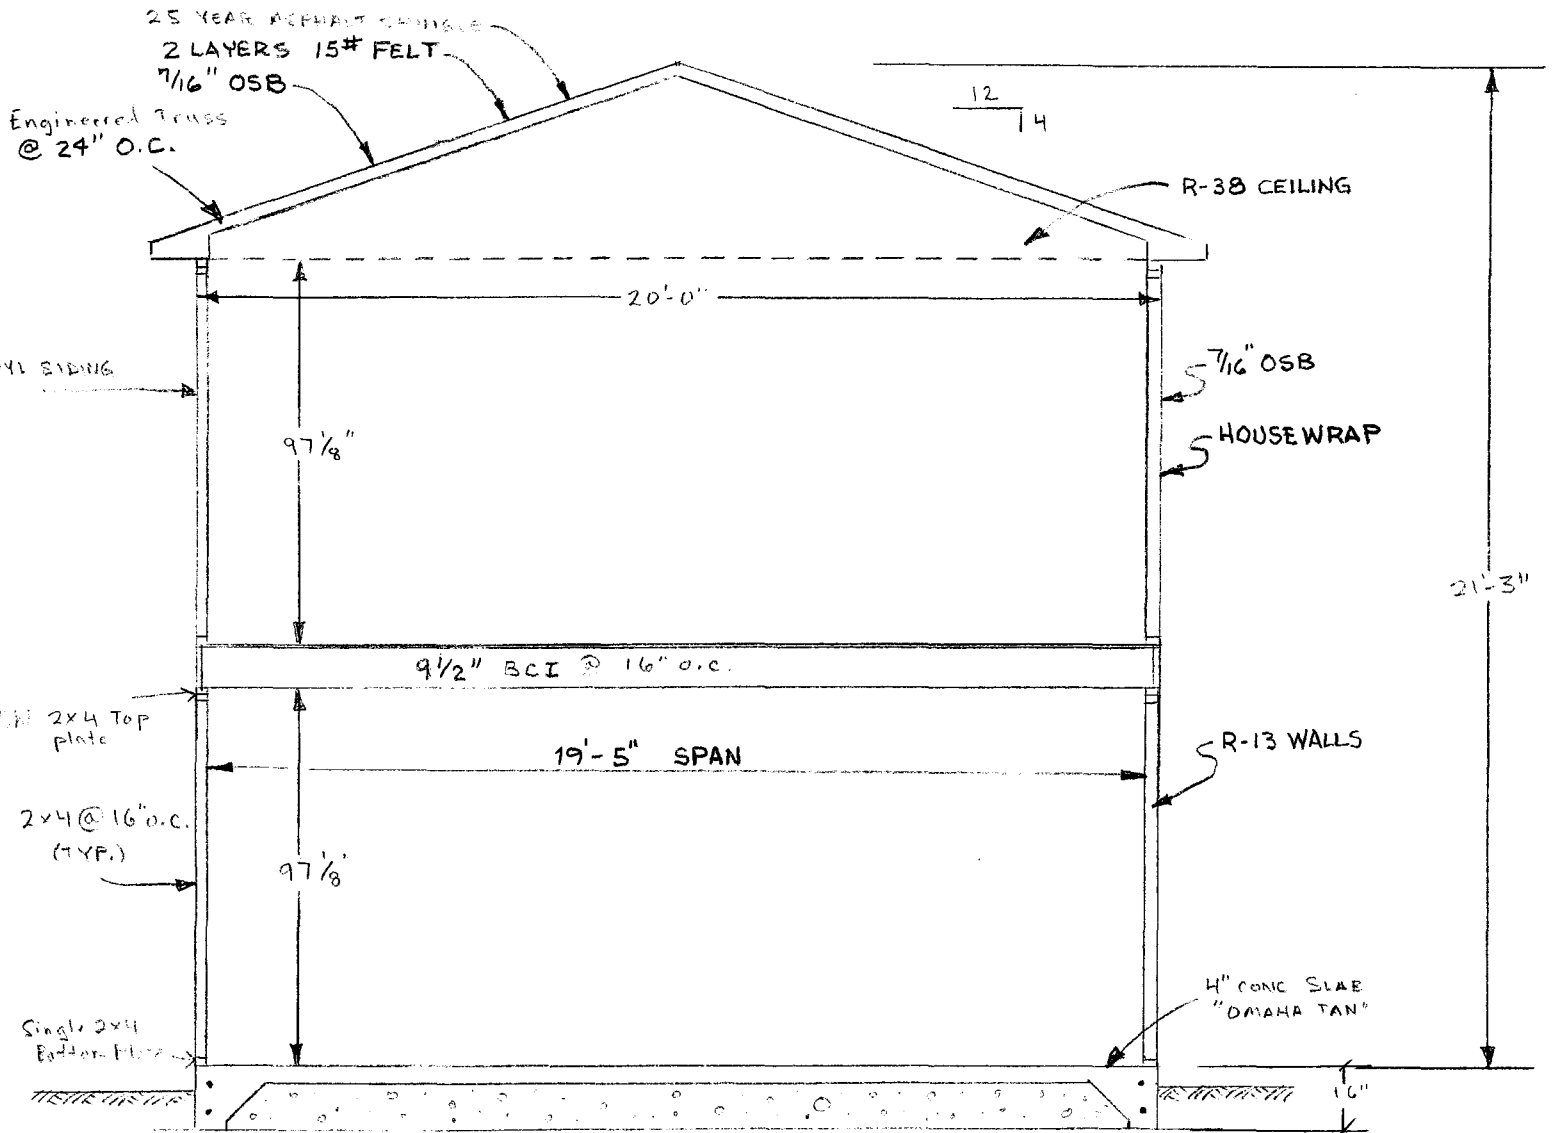 25 YEAR ASPHALT SHINGLE
2 LAYERS 15# FELT
7/16" OSB
Engineered Truss
@ 24" O.C.
12
4
R-38 CEILING
20'-0"
SIDING
7/16" OSB
97 1/8"
HOUSEWRAP
21'-3"
9 1/2" BCI @ 16" O.C.
2x4 Top
plate
19'-5" SPAN
R-13 WALLS
2x4 @ 16" O.C.
(TYP.)
97 1/8'
4" CONC SLAB
"OMAHA TAN"
Single 2x4
Bottom
16"